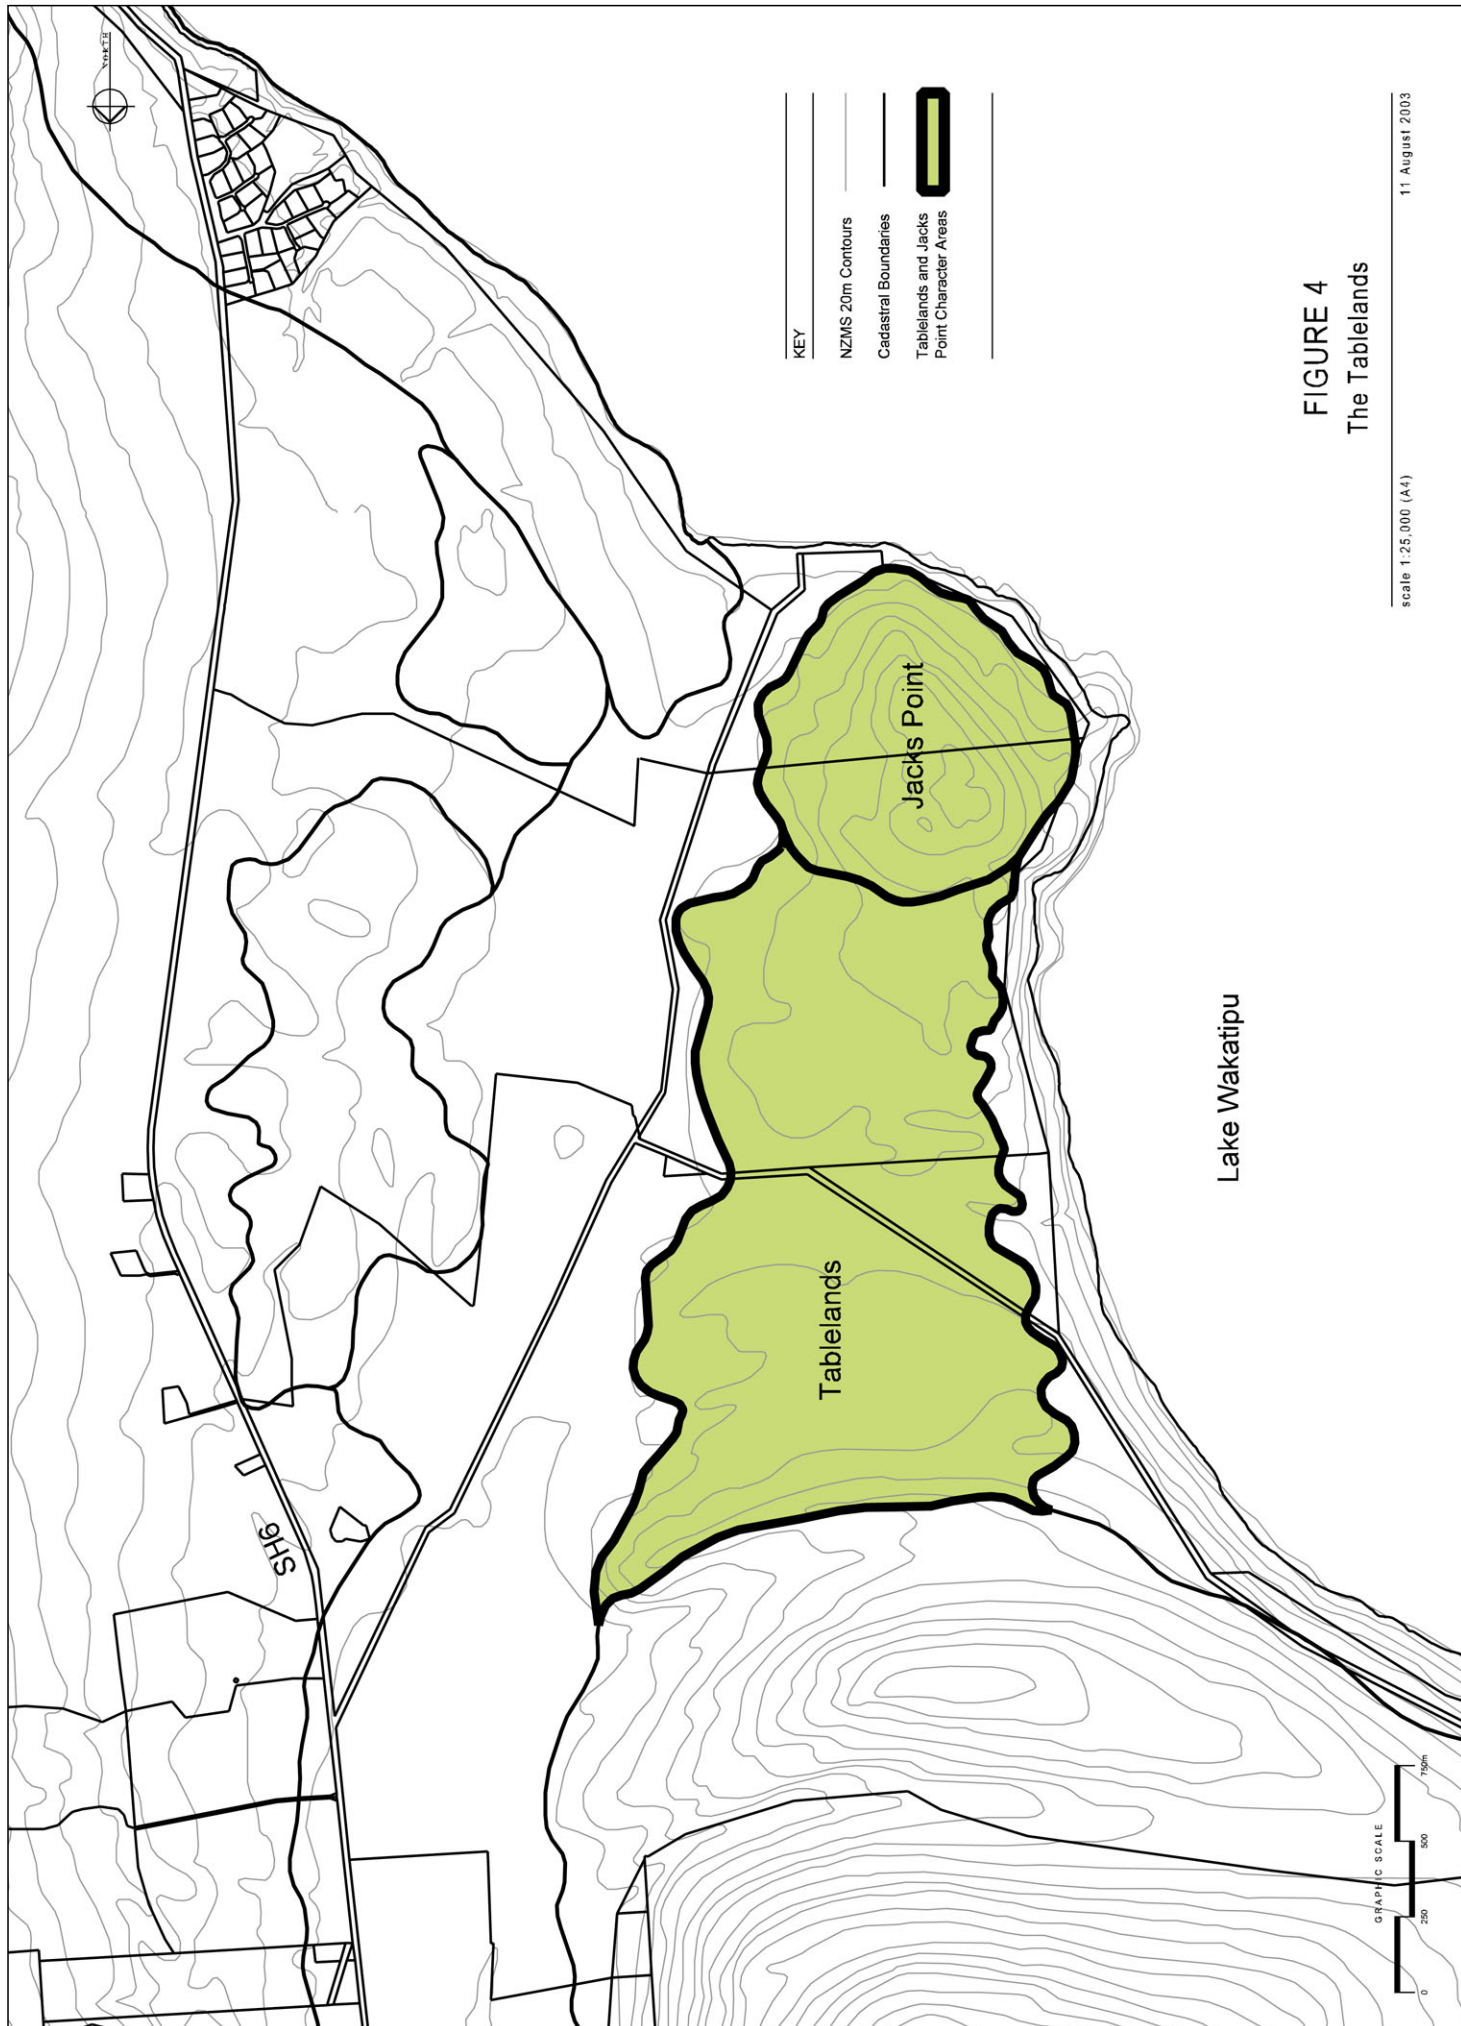 NORTH
KEY
NZMS 20m Contours
Cadastral Boundaries
Tablelands and Jacks
Point Character Areas
SH6
Tablelands
Jacks Point
Lake Wakatipu
FIGURE 4
The Tablelands
GRAPHIC SCALE
0 250 500 750m
scale 1:25,000 (A4)
11 August 2003